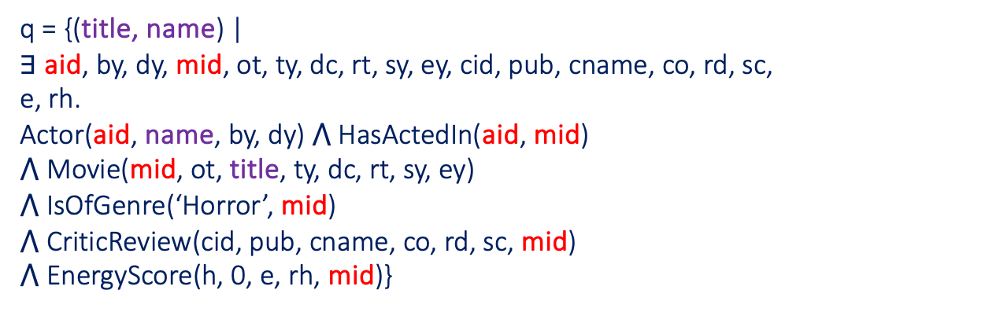 q = {(title, name) |
∃ aid, by, dy, mid, ot, ty, dc, rt, sy, ey, cid, pub, cname, co, rd, sc,
e, rh.
Actor(aid, name, by, dy) Λ HasActedIn(aid, mid)
Λ Movie(mid, ot, title, ty, dc, rt, sy, ey)
Λ IsOfGenre(‘Horror’, mid)
Λ CriticReview(cid, pub, cname, co, rd, sc, mid)
Λ EnergyScore(h, 0, e, rh, mid)}